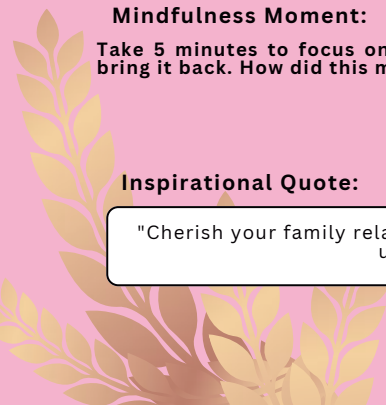 Mindfulness Moment:
Take 5 minutes to focus on
bring it back. How did this
Inspirational Quote:
"Cherish your family